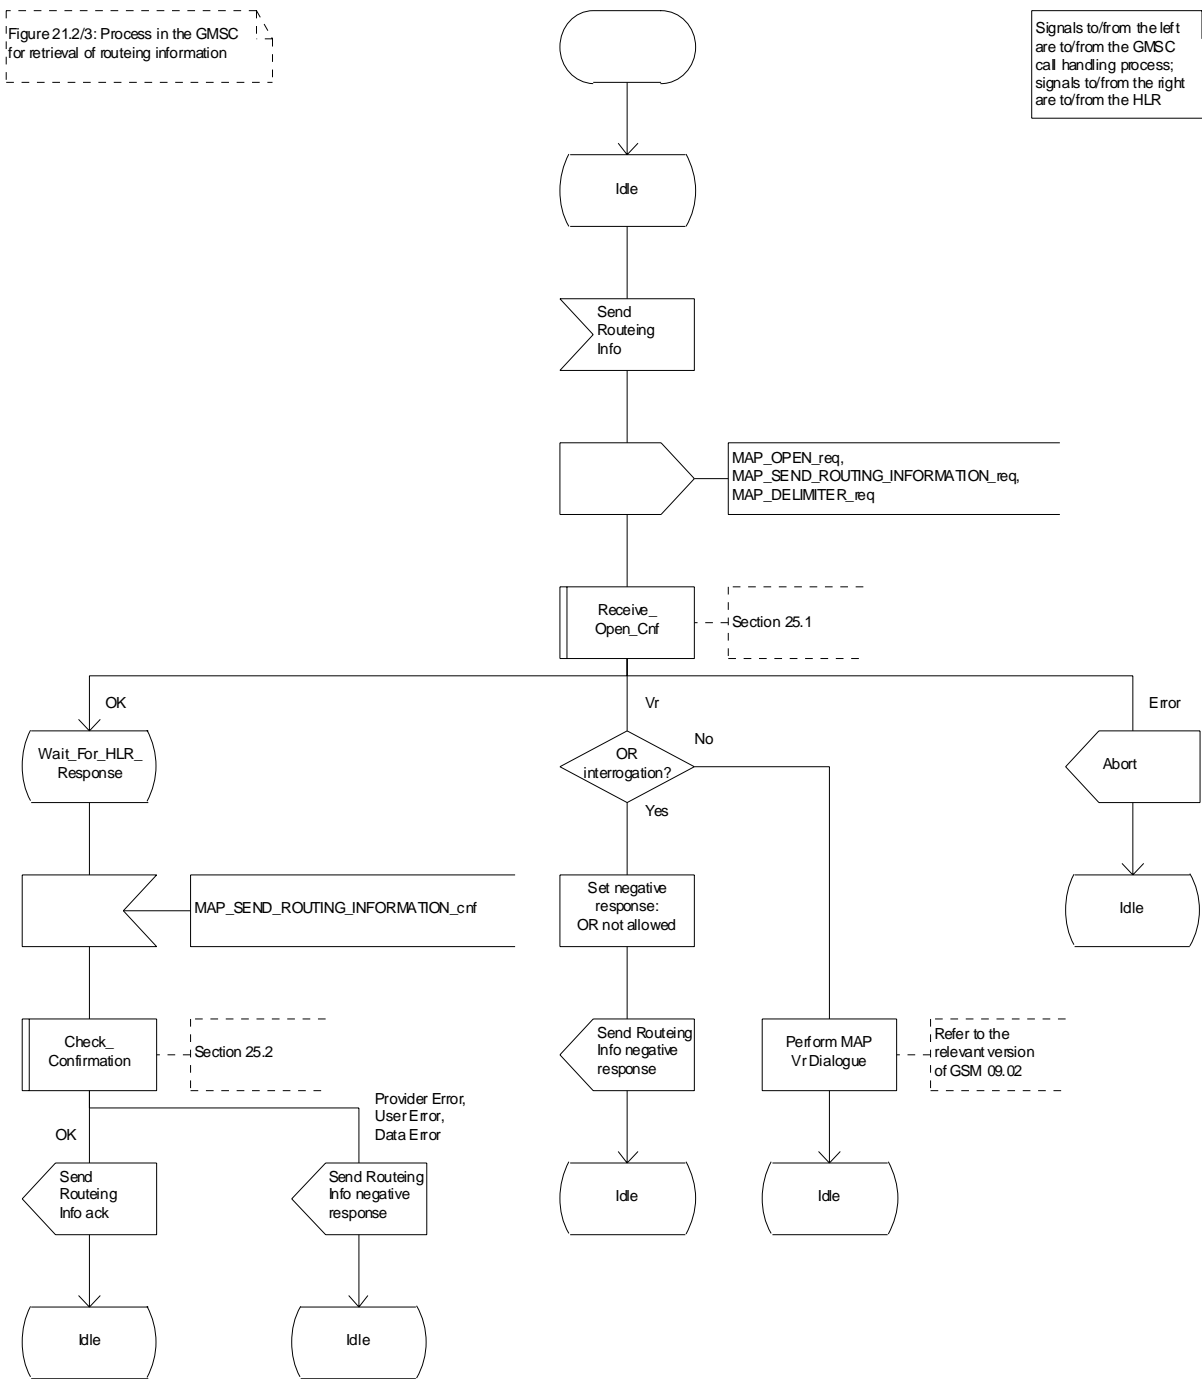 Figure 21.2/3: Process in the GMSC
for retrieval of routeing information
Signals to/from the left
are to/from the GMSC
call handling process;
signals to/from the right
are to/from the HLR
Idle
Send
Routeing
Info
MAP_OPEN_req,
MAP_SEND_ROUTING_INFORMATION_req,
MAP_DELIMITER_req
Receive_
Open_Cnf
Section 25.1
OK
Vr
Error
Wait_For_HLR_
Response
OR
interrogation?
No
Yes
Abort
MAP_SEND_ROUTING_INFORMATION_cnf
Set negative
response:
OR not allowed
Idle
Check_
Confirmation
Section 25.2
Send Routeing
Info negative
response
Perform MAP
Vr Dialogue
Refer to the
relevant version
of GSM 09.02
OK
Provider Error,
User Error,
Data Error
Send
Routeing
Info ack
Send Routeing
Info negative
response
Idle
Idle
Idle
Idle